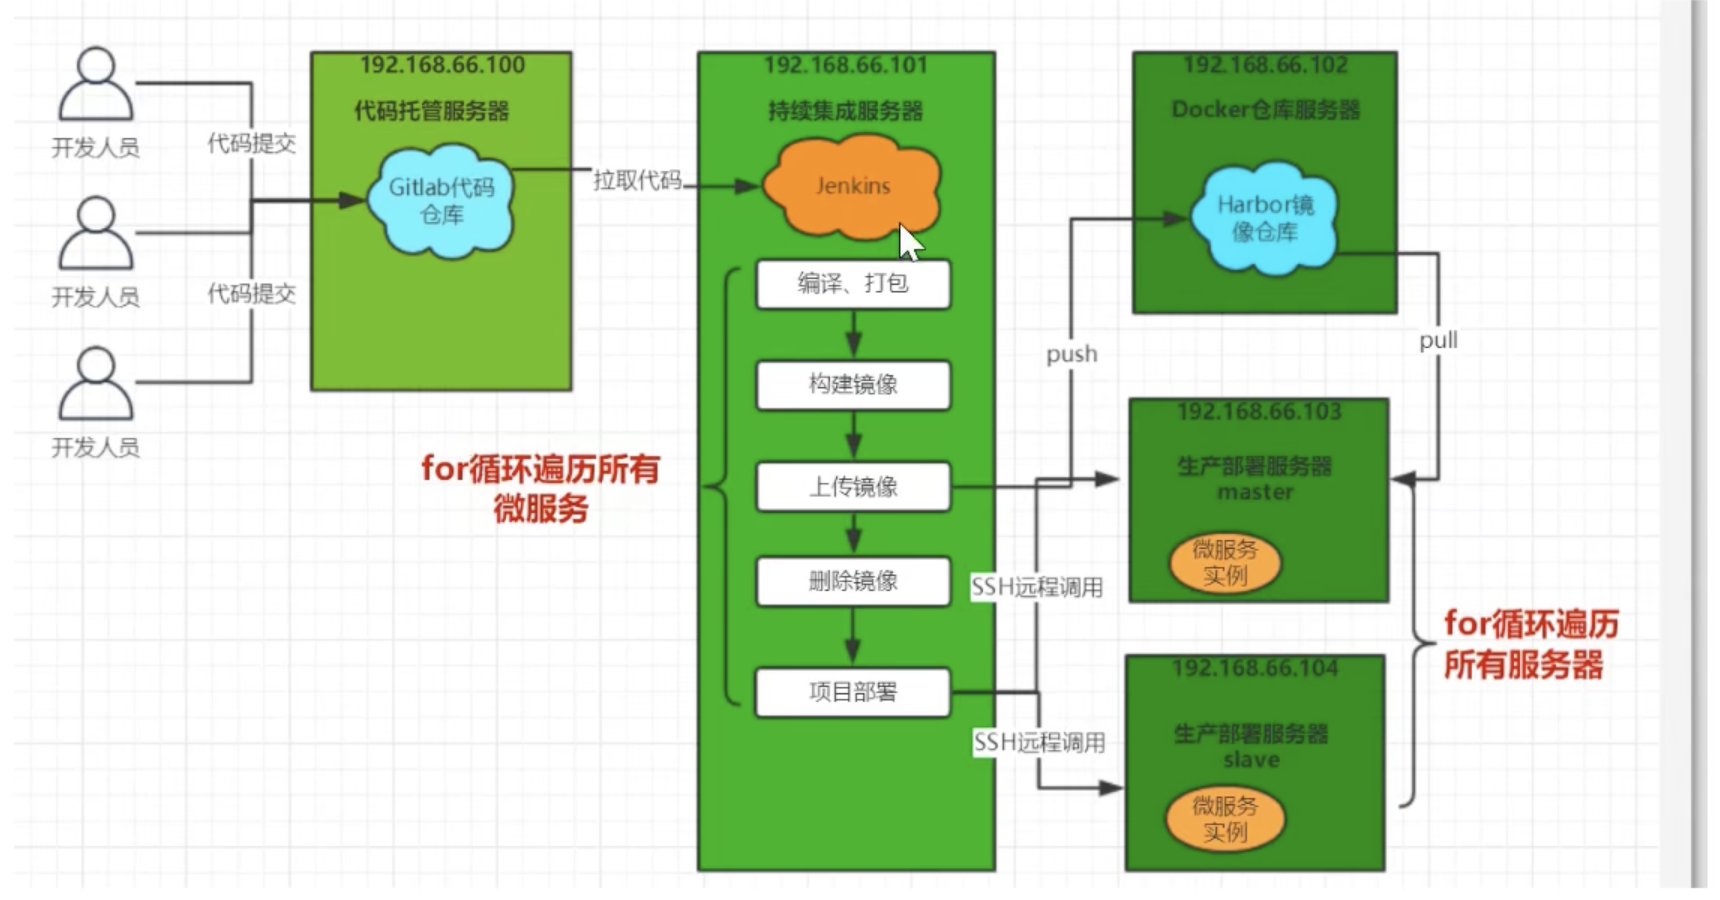 开发人员
代码提交
开发人员
代码提交
开发人员
192.168.66.100
代码托管服务器
Gitlab代码
仓库
拉取代码
192.168.66.101
持续集成服务器
Jenkins
编译、打包
构建镜像
上传镜像
删除镜像
项目部署
for循环遍历所有
微服务
push
SSH远程调用
SSH远程调用
192.168.66.102
Docker仓库服务器
Harbor镜
像仓库
pull
192.168.66.103
生产部署服务器
master
微服务
实例
192.168.66.104
生产部署服务器
slave
微服务
实例
for循环遍历
所有服务器